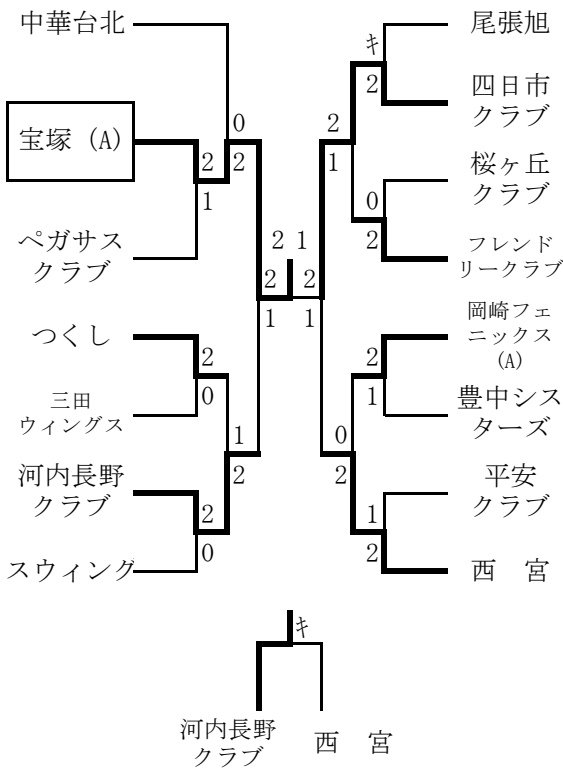 中華台北
0
2
宝塚 (A)
2
1
ペガサス
クラブ
つくし
2
0
三田
ウィングス
1
2
河内長野
クラブ
2
0
スウィング
2 1
2
1
2
1
尾張旭
キ
2
四日市
クラブ
2
1
桜ヶ丘
クラブ
0
2
フレンド
リークラブ
岡崎フェ
ニックス
(A)
2
1
豊中シス
ターズ
0
2
平安
クラブ
1
2
西 宮
キ
河内長野
クラブ
西 宮